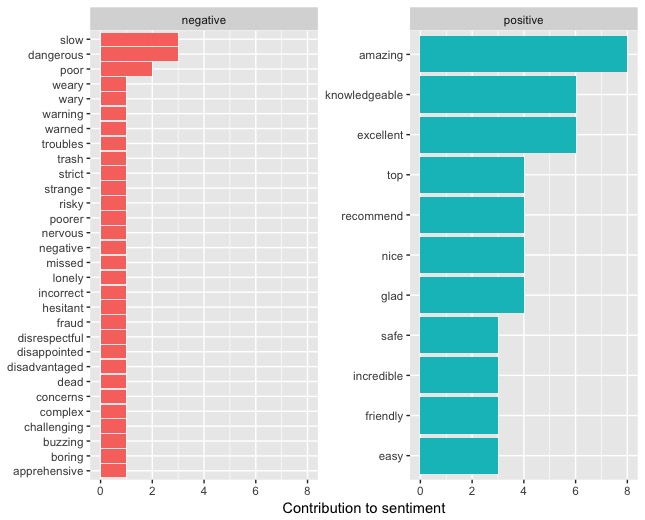 negative
slow
dangerous
poor
weary
wary
warning
warned
troubles
trash
strict
strange
risky
poorer
nervous
negative
missed
lonely
incorrect
hesitant
fraud
disrespectful
disappointed
disadvantaged
dead
concerns
complex
challenging
buzzing
boring
apprehensive
0 2 4 6 8
positive
amazing
knowledgeable
excellent
top
recommend
nice
glad
safe
incredible
friendly
easy
0 2 4 6 8
Contribution to sentiment